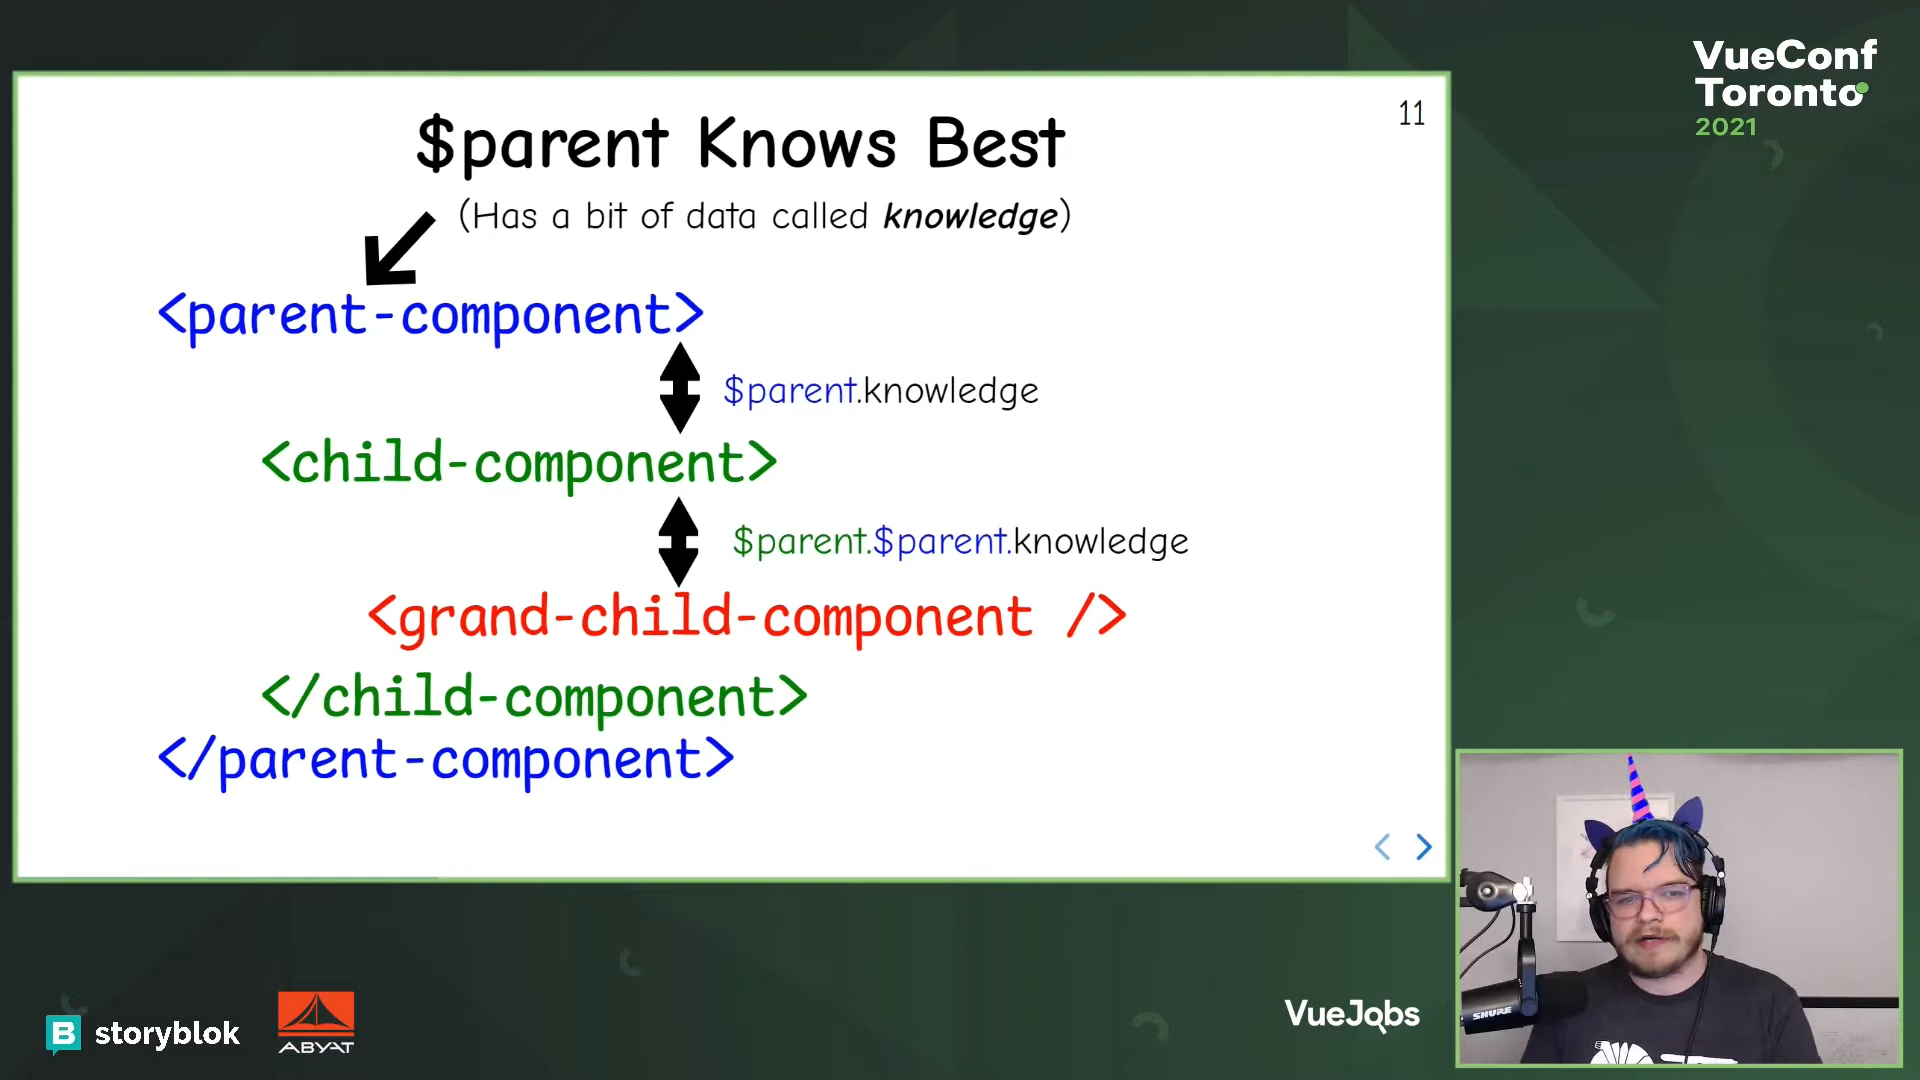 $parent Knows Best
11
(Has a bit of data called knowledge)
<parent-component>
$parent.knowledge
<child-component>
$parent.$parent.knowledge
<grand-child-component />
</child-component>
</parent-component>
< >
VueConf
Toronto
2021
SHURE
B storyblok
ABYAT
VueJobs